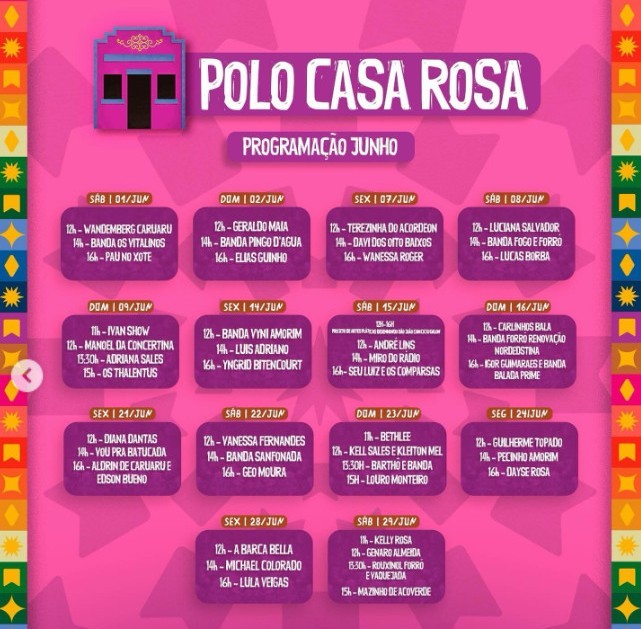 POLO CASA ROSA
PROGRAMAÇÃO JUNHO
SÁB | 01/JUN
12h - WANDEMBERG CARUARU
14h - BANDA OS VITALINOS
16h - PAU NO XOTE
DOM | 02/JUN
12h - GERALDO MAIA
14h - BANDA PINGO D'AGUA
16h - ELIAS GUINHO
SEX | 07/JUN
12h - TEREZINHA DO ACORDEON
14h - DAVI DOS OITO BAIXOS
16h - WANESSA ROGER
SÁB | 08/JUN
12h - LUCIANA SALVADOR
14h - BANDA FOGO E FORRÓ
16h - LUCAS BORBA
DOM | 09/JUN
11h - IVAN SHOW
12h - MANOEL DA CONCERTINA
13:30h - ADRIANA SALES
15h - OS THALENTUS
SEX | 14/JUN
12h - BANDA VYNI AMORIM
14h - LUIS ADRIANO
16h - YNGRID BITENCOURT
SÁB | 15/JUN
12H-16H
12h - ANDRÉ LINS
14h - MIRO DO RÁDIO
16h - SEU LUIZ E OS COMPARSAS
DOM | 16/JUN
12h - CARLINHOS BALA
14h - BANDA FORRO RENOVAÇÃO
NORDEDSTINA
16h - IGOR GUIMARAES E BANDA
BALADA PRIME
SEX | 21/JUN
12h - DIANA DANTAS
14h - VOU PRA BATUCADA
16h - ALDRIN DE CARUARU E
EDSON BUENO
SÁB | 22/JUN
12h - VANESSA FERNANDES
14h - BANDA SANFONADA
16h - GEO MOURA
DOM | 23/JUN
11h - BETHLEE
12h - KELL SALES E KLEITON MEL
13:30H - BARTHÔ E BANDA
15H - LOURO MONTEIRO
SEG | 24/JUN
12h - GUILHERME TOPADO
14h - PECINHO AMORIM
16h - DAYSE ROSA
SEX | 28/JUN
12h - A BARCA BELLA
14h - MICHAEL COLORADO
16h - LULA VEIGAS
SÁB | 29/JUN
11h - KELLY ROSA
12h - GENARO ALMEIDA
13:30h - ROUXINOL FORRÓ
E VAQUEJADA
15h - MAZINHO DE ACOVERDE